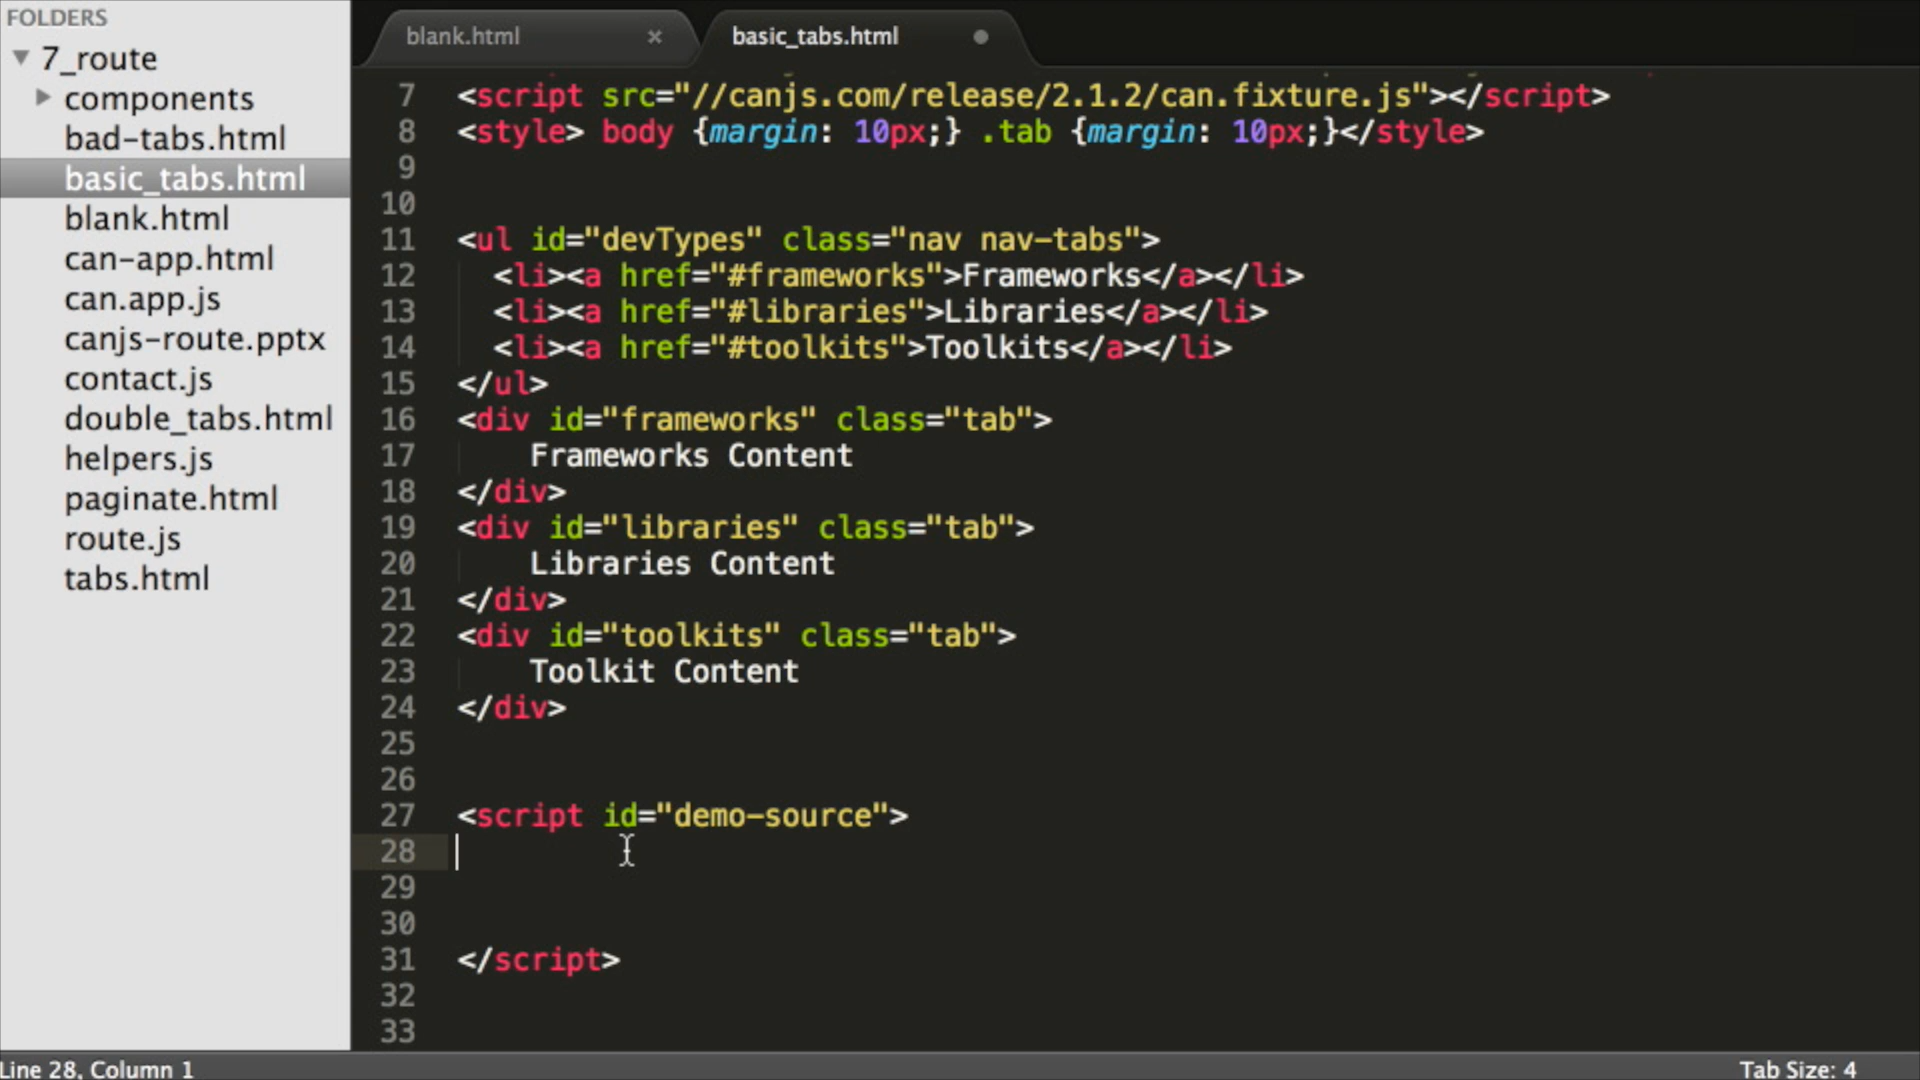 FOLDERS
7_route
components
bad-tabs.html
basic_tabs.html
blank.html
can-app.html
can.app.js
canjs-route.pptx
contact.js
double_tabs.html
helpers.js
paginate.html
route.js
tabs.html
blank.html ×
basic_tabs.html
7 <script src="//canjs.com/release/2.1.2/can.fixture.js"></script>
8 <style> body {margin: 10px;} .tab {margin: 10px;}</style>
9
10
11 <ul id="devTypes" class="nav nav-tabs">
12 <li><a href="#frameworks">Frameworks</a></li>
13 <li><a href="#libraries">Libraries</a></li>
14 <li><a href="#toolkits">Toolkits</a></li>
15 </ul>
16 <div id="frameworks" class="tab">
17 Frameworks Content
18 </div>
19 <div id="libraries" class="tab">
20 Libraries Content
21 </div>
22 <div id="toolkits" class="tab">
23 Toolkit Content
24 </div>
25
26
27 <script id="demo-source">
28
29
30
31 </script>
32
33
Line 28, Column 1
Tab Size: 4